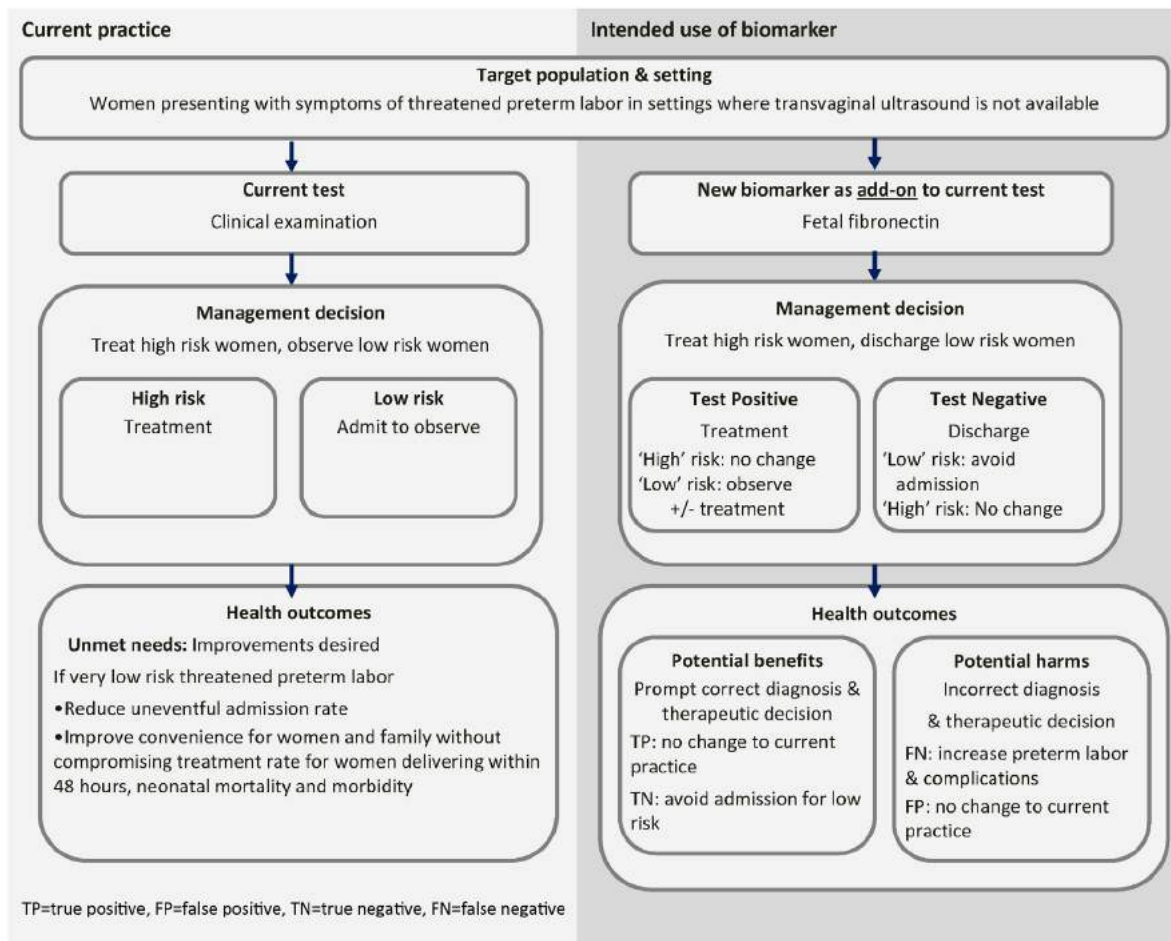 Current practice
Intended use of biomarker
Target population & setting
Women presenting with symptoms of threatened preterm labor in settings where transvaginal ultrasound is not available
Current test
Clinical examination
Management decision
Treat high risk women, observe low risk women
High risk
Treatment
Low risk
Admit to observe
Health outcomes
Unmet needs: Improvements desired
If very low risk threatened preterm labor
•Reduce uneventful admission rate
•Improve convenience for women and family without
compromising treatment rate for women delivering within
48 hours, neonatal mortality and morbidity
New biomarker as add-on to current test
Fetal fibronectin
Management decision
Treat high risk women, discharge low risk women
Test Positive
Treatment
‘High’ risk: no change
‘Low’ risk: observe
+/- treatment
Test Negative
Discharge
‘Low’ risk: avoid
admission
‘High’ risk: No change
Health outcomes
Potential benefits
Prompt correct diagnosis &
therapeutic decision
TP: no change to current
practice
TN: avoid admission for low
risk
Potential harms
Incorrect diagnosis
& therapeutic decision
FN: increase preterm labor
& complications
FP: no change to current
practice
TP=true positive, FP=false positive, TN=true negative, FN=false negative